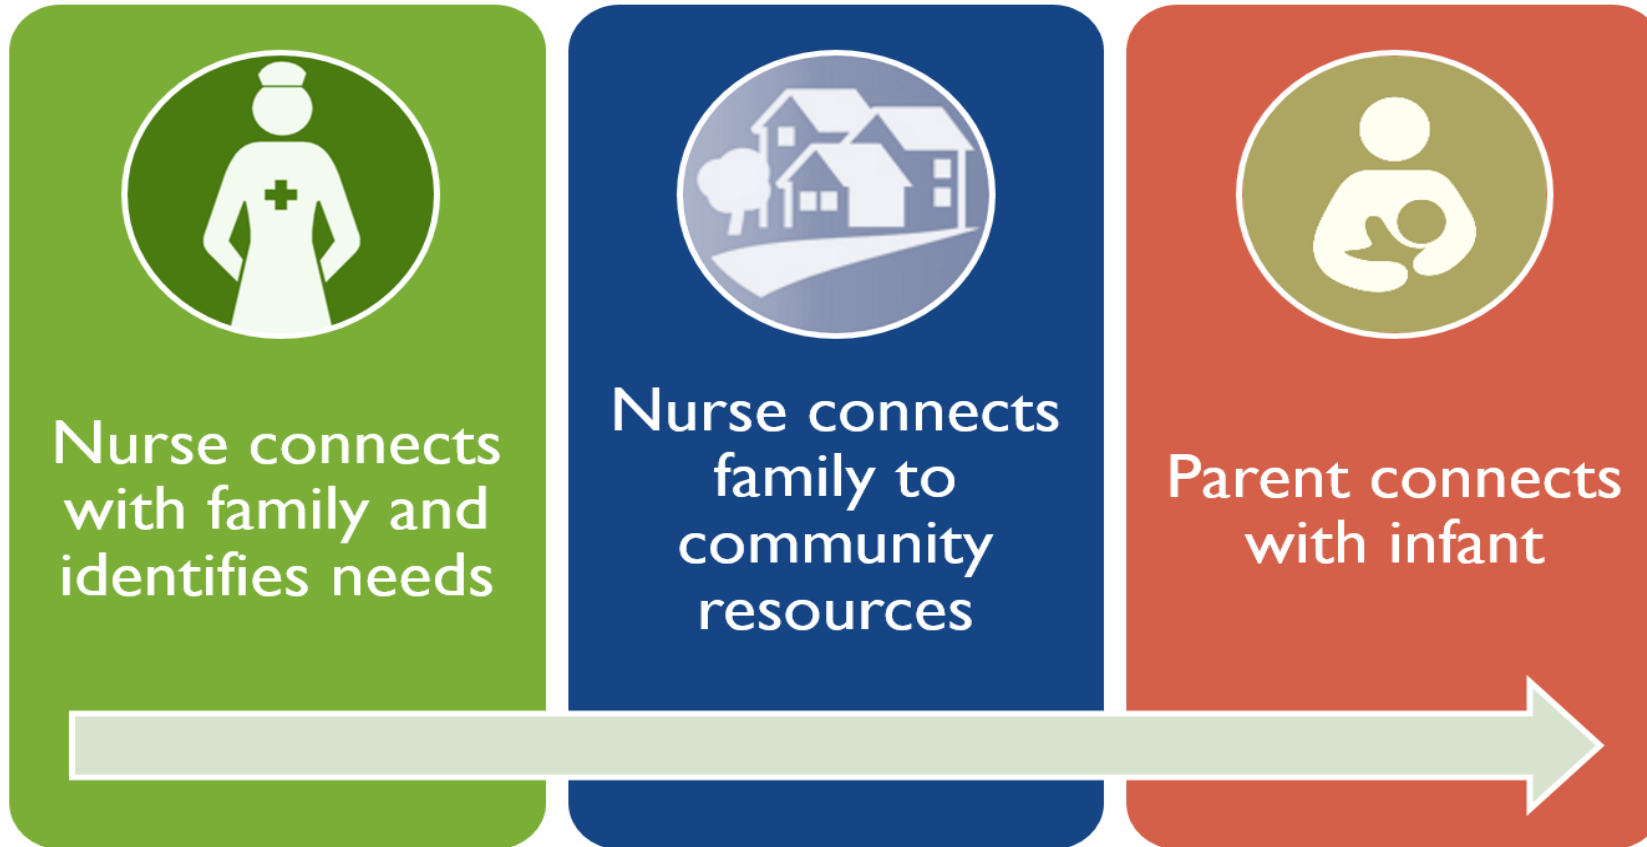 Nurse connects
with family and
identifies needs
Nurse connects
family to
community
resources
Parent connects
with infant